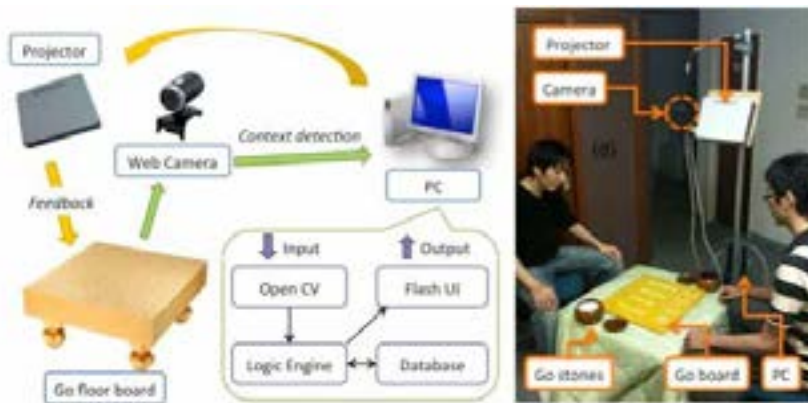 Projector
Web Camera
Context detection
PC
Feedback
Go floor board
Input
Output
Open CV
Flash UI
Logic Engine
Database
Projector
Camera
(d)
Go stones
Go board
PC